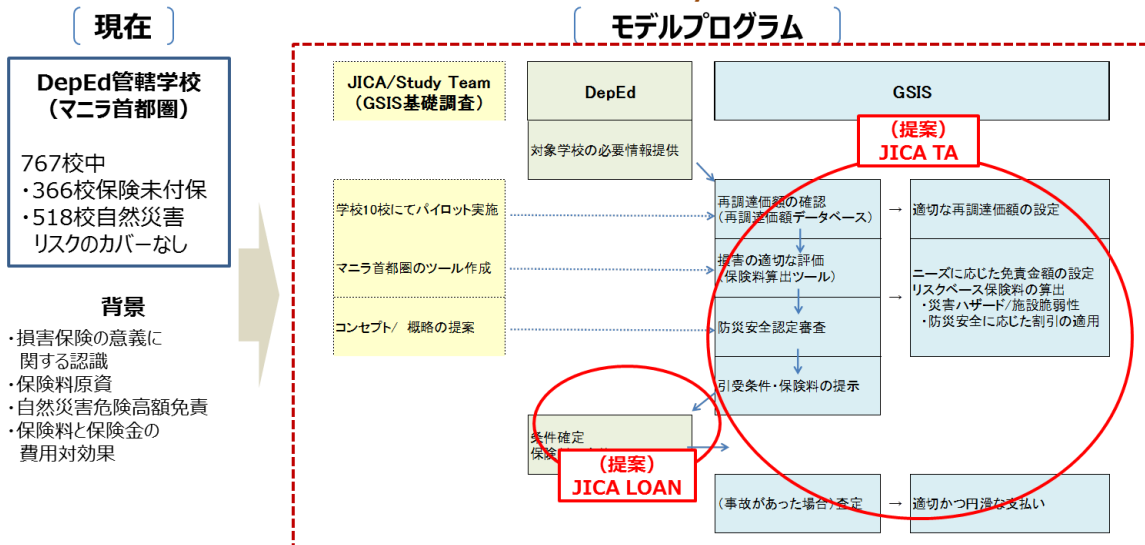 現在
DepEd管轄学校
（マニラ首都圏）
767校中
・366校保険未付保
・518校自然災害
リスクのカバーなし
背景
・損害保険の意義に
関する認識
・保険料原資
・自然災害危険高額免責
・保険料と保険金の
費用対効果
モデルプログラム
JICA/Study Team
（GSIS基礎調査）
DepEd
GSIS
（提案）
JICA TA
対象学校の必要情報提供
学校10校にてパイロット実施
再調達価額の確認
（再調達価額データベース）
→
適切な再調達価額の設定
マニラ首都圏のツール作成
損害の適切な評価
（保険料算出ツール）
→
ニーズに応じた免責金額の設定
リスクベース保険料の算出
・災害ハザード/施設脆弱性
・防災安全に応じた割引の適用
コンセプト/ 概略の提案
防災安全認定審査
引受条件・保険料の提示
条件確定
保険
（提案）
JICA LOAN
（事故があった場合）査定
→
適切かつ円滑な支払い